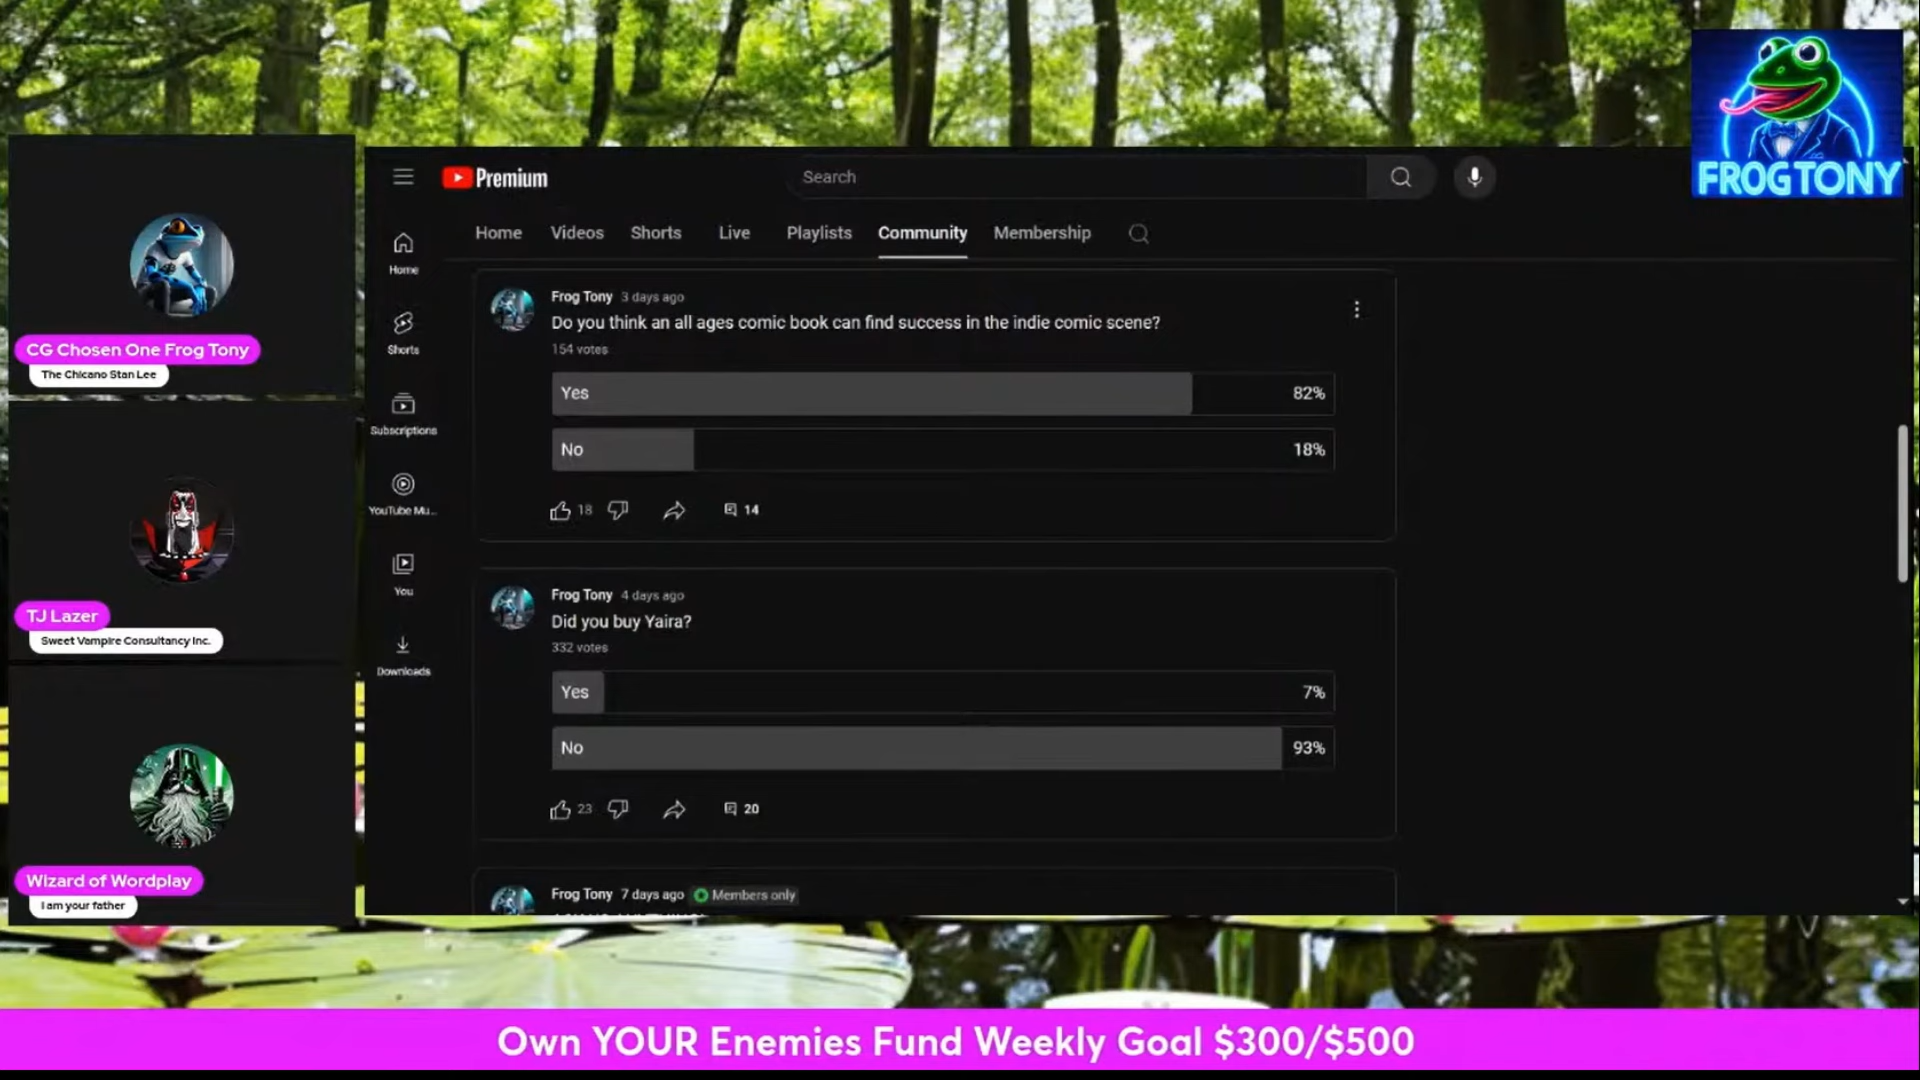 FROGTONY
Premium
Search
Home
Videos
Shorts
Live
Playlists
Community
Membership
Home
Shorts
Subscriptions
YouTube Mu...
You
Downloads
CG Chosen One Frog Tony
The Chicano Stan Lee
TJ Lazer
Sweet Vampire Consultancy Inc.
Wizard of Wordplay
I am your father
Frog Tony 3 days ago
Do you think an all ages comic book can find success in the indie comic scene?
154 votes
Yes 82%
No 18%
18 14
Frog Tony 4 days ago
Did you buy Yaira?
332 votes
Yes 7%
No 93%
23 20
Frog Tony 7 days ago Members only
Own YOUR Enemies Fund Weekly Goal $300/$500